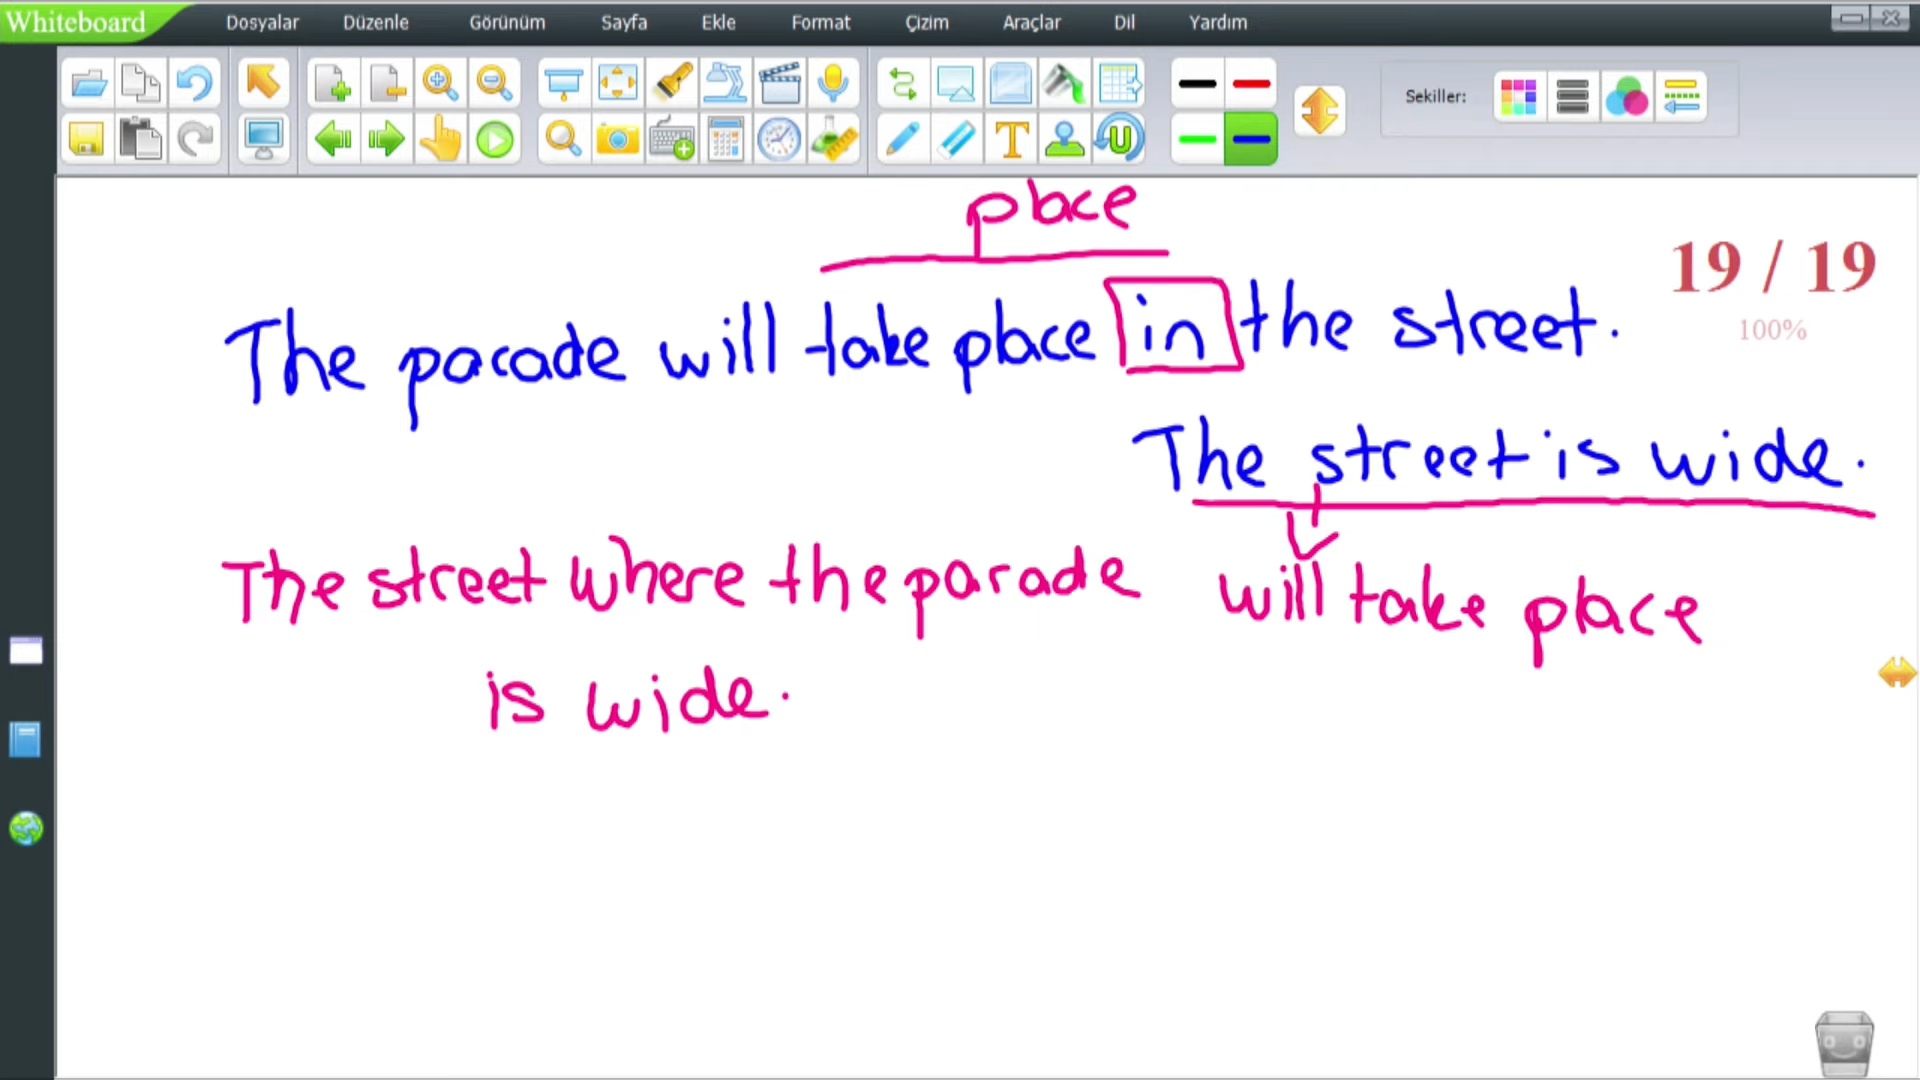 Whiteboard
Dosyalar Düzenle Görünüm Sayfa Ekle Format Çizim Araçlar Dil Yardım
Sekiller:
19 / 19
100%
place
The parade will take place in the street.
The street is wide.
The street where the parade will take place
is wide.